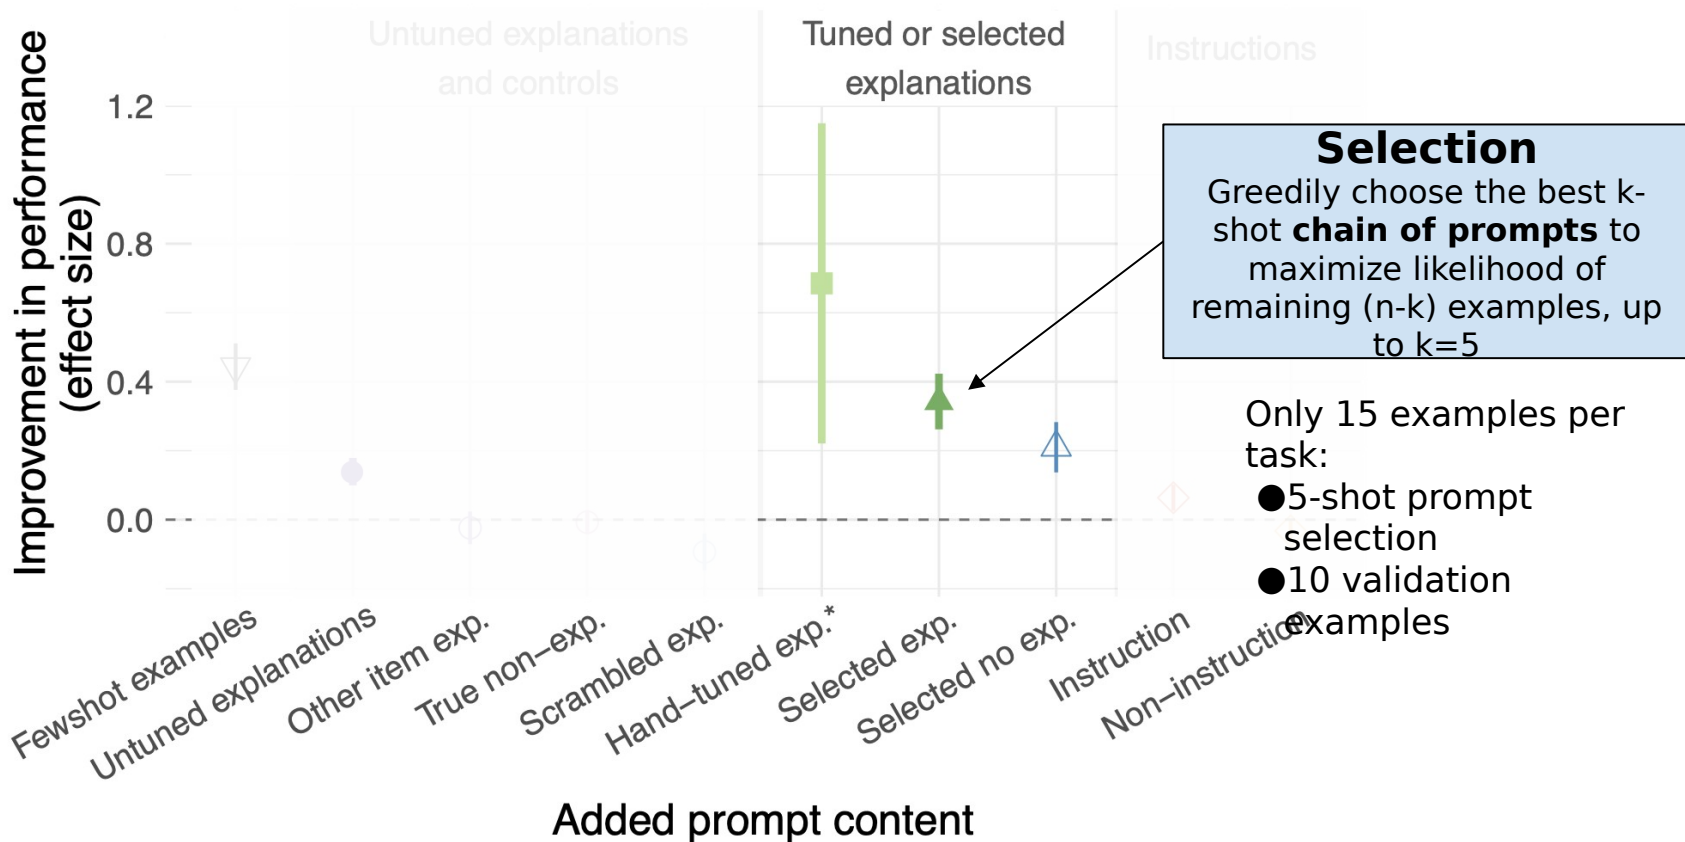 Untuned explanations
and controls
Tuned or selected
explanations
Instructions
Improvement in performance
(effect size)
1.2
0.8
0.4
0.0
Selection
Greedily choose the best k-
shot chain of prompts to
maximize likelihood of
remaining (n-k) examples, up
to k=5
Only 15 examples per
task:
●5-shot prompt
selection
●10 validation
examples
Fewshot examples
Untuned explanations
Other item exp.
True non–exp.
Scrambled exp.
Hand–tuned exp.*
Selected exp.
Selected no exp.
Instruction
Non–instruction
Added prompt content